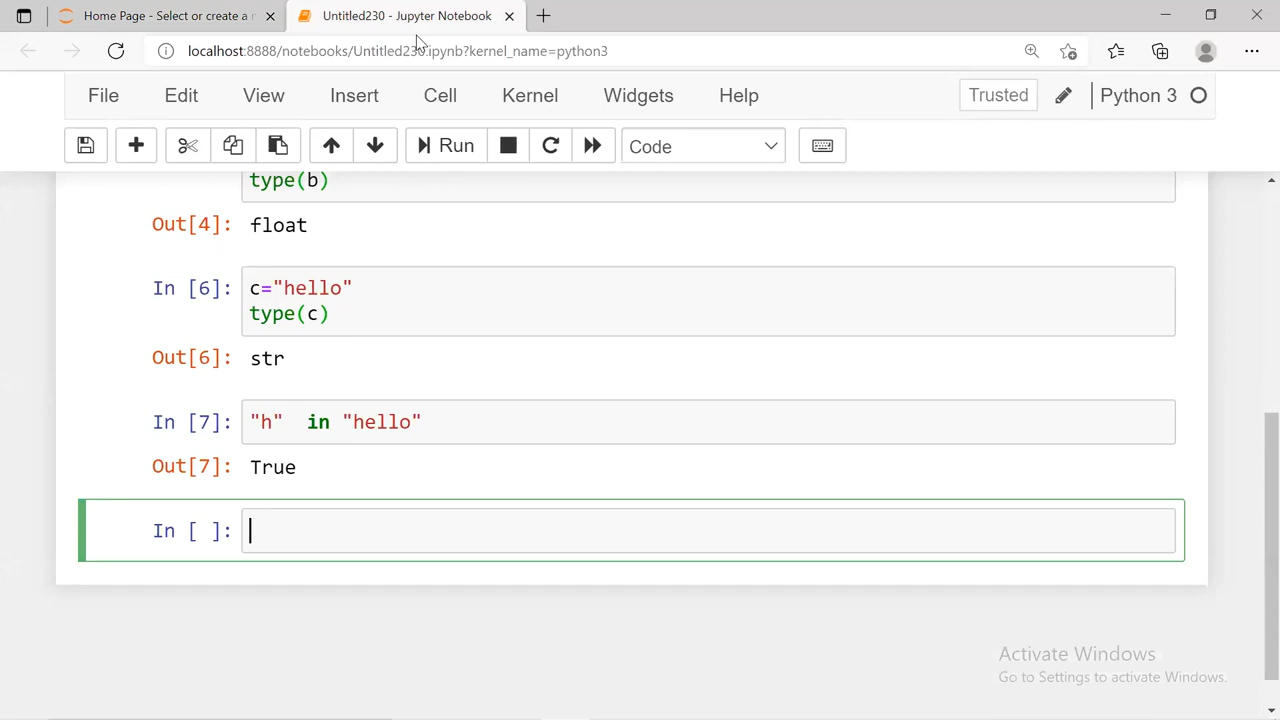 Home Page - Select or create a n
Untitled230 - Jupyter Notebook
localhost:8888/notebooks/Untitled230.ipynb?kernel_name=python3
File Edit View Insert Cell Kernel Widgets Help Trusted Python 3
Run Code
type(b)
Out[4]: float
In [6]: c="hello"
type(c)
Out[6]: str
In [7]: "h"  in "hello"
Out[7]: True
In [ ]:
Activate Windows
Go to Settings to activate Windows.